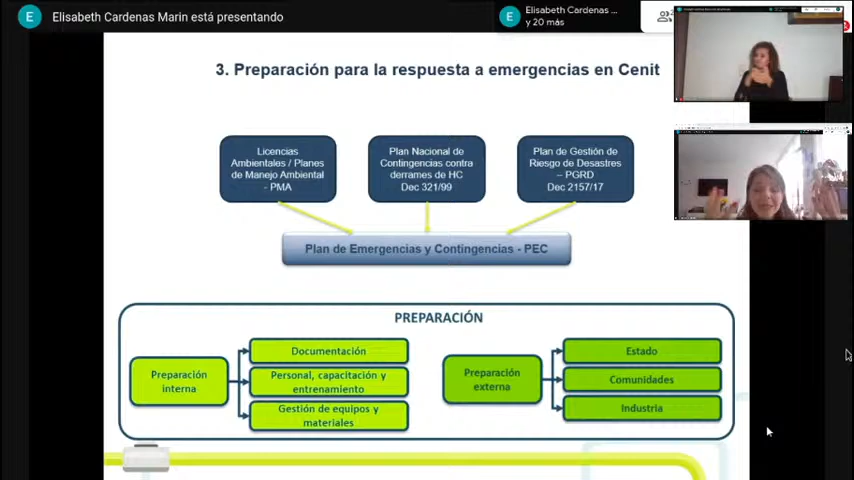 E Elisabeth Cardenas Marin está presentando
E Elisabeth Cardenas ...
y 20 más
3. Preparación para la respuesta a emergencias en Cenit
Licencias
Ambientales / Planes
de Manejo Ambiental
- PMA
Plan Nacional de
Contingencias contra
derrames de HC
Dec 321/99
Plan de Gestión de
Riesgo de Desastres
– PGRD
Dec 2157/17
Plan de Emergencias y Contingencias - PEC
PREPARACIÓN
Preparación
interna
Documentación
Personal, capacitación y
entrenamiento
Gestión de equipos y
materiales
Preparación
externa
Estado
Comunidades
Industria